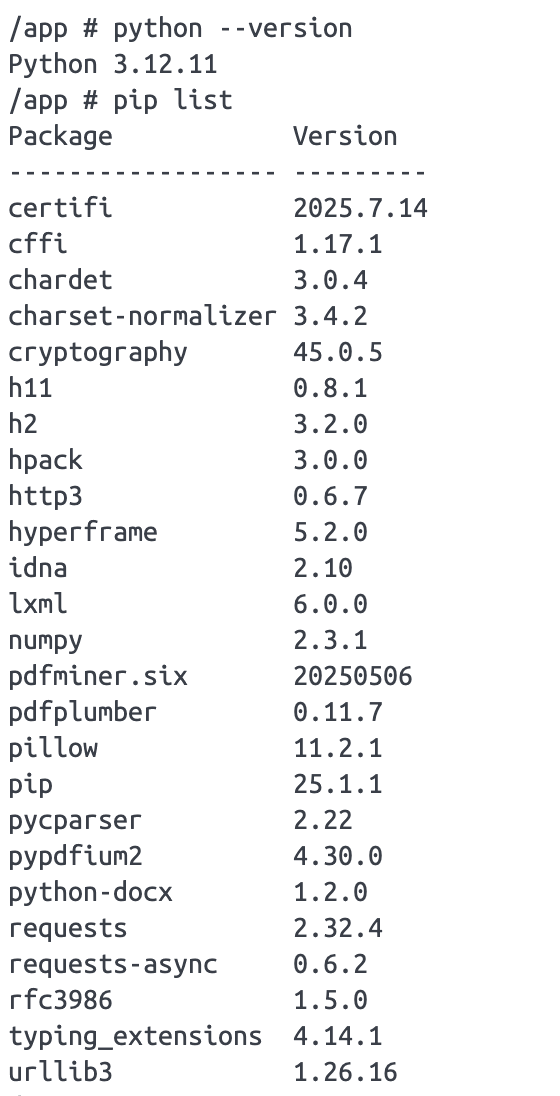 /app # python --version
Python 3.12.11
/app # pip list
Package            Version
------------------ ---------
certifi            2025.7.14
cffi               1.17.1
chardet            3.0.4
charset-normalizer 3.4.2
cryptography       45.0.5
h11                0.8.1
h2                 3.2.0
hpack              3.0.0
http3              0.6.7
hyperframe         5.2.0
idna               2.10
lxml               6.0.0
numpy              2.3.1
pdfminer.six       20250506
pdfplumber         0.11.7
pillow             11.2.1
pip                25.1.1
pycparser          2.22
pypdfium2          4.30.0
python-docx        1.2.0
requests           2.32.4
requests-async     0.6.2
rfc3986            1.5.0
typing_extensions  4.14.1
urllib3            1.26.16